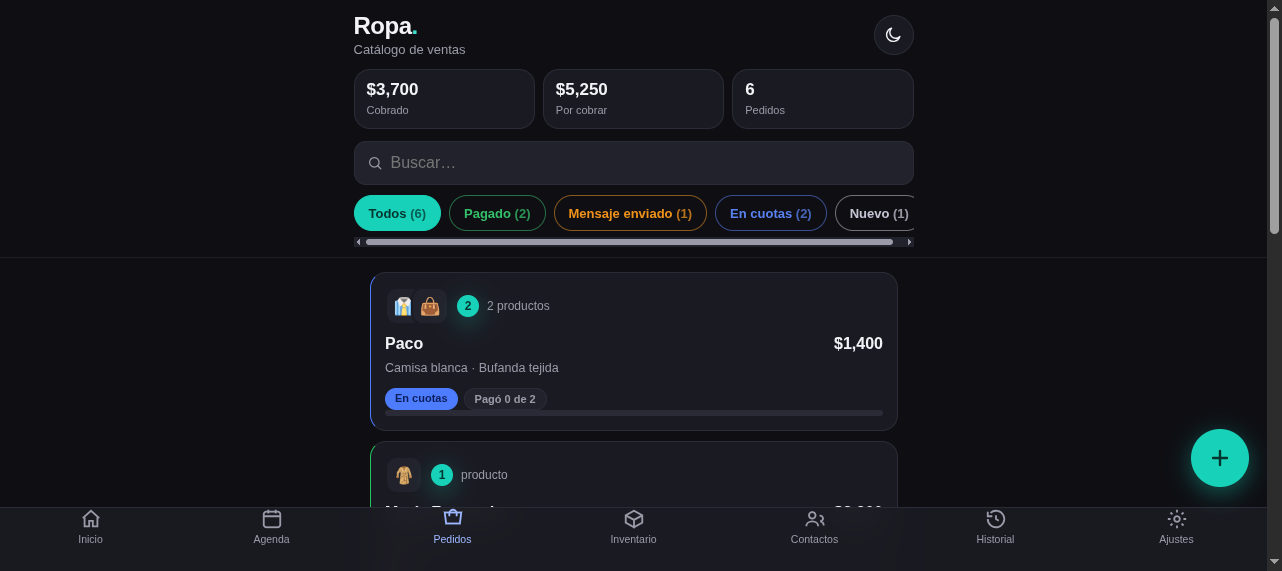 Ropa.
Catálogo de ventas
$3,700
Cobrado
$5,250
Por cobrar
6
Pedidos
Buscar…
Todos (6)
Pagado (2)
Mensaje enviado (1)
En cuotas (2)
Nuevo (1)
2
2 productos
Paco
$1,400
Camisa blanca · Bufanda tejida
En cuotas
Pagó 0 de 2
1
producto
Inicio
Agenda
Pedidos
Inventario
Contactos
Historial
Ajustes